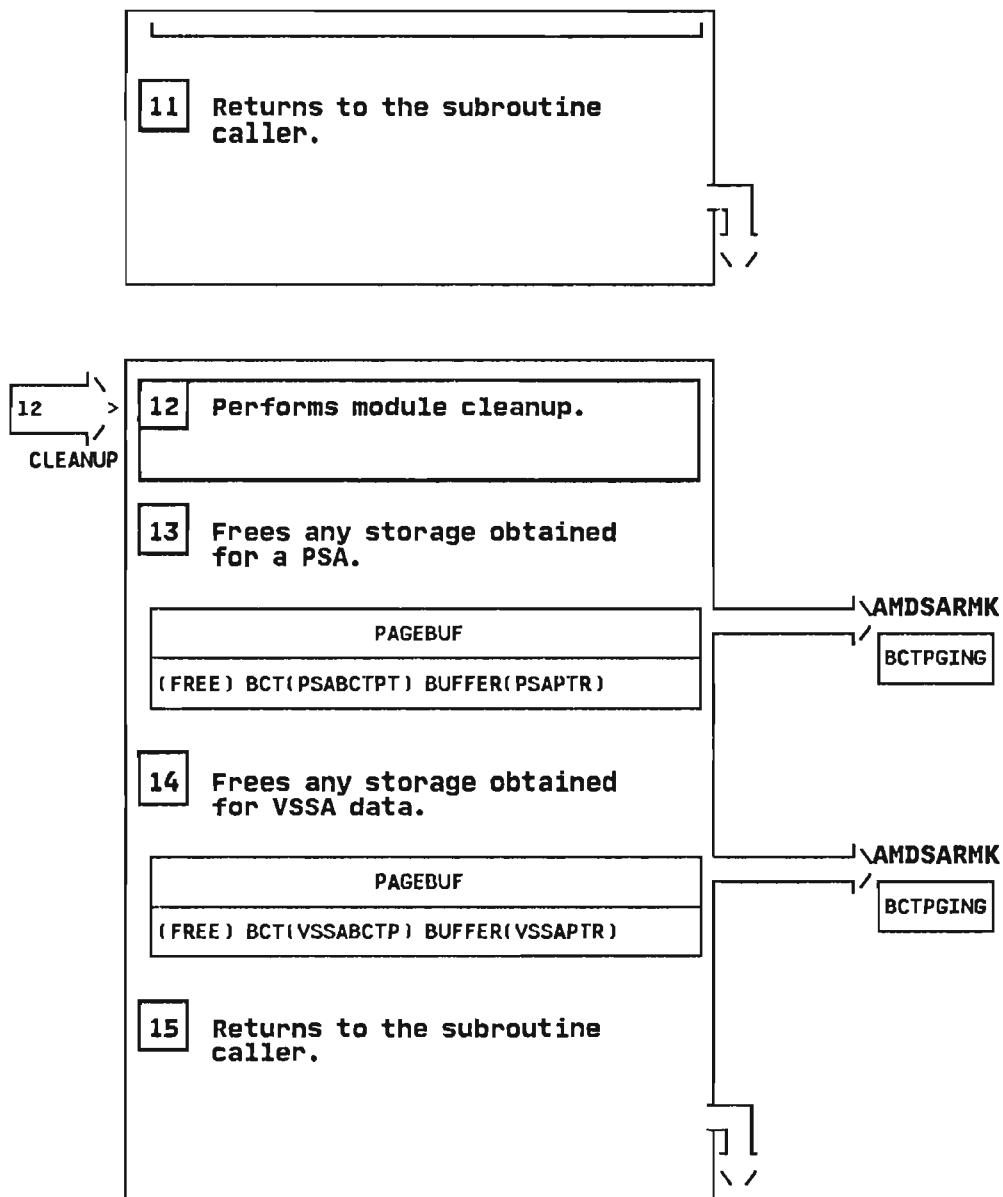 11 Returns to the subroutine
caller.
12
CLEANUP
12 Performs module cleanup.
13 Frees any storage obtained
for a PSA.
PAGEBUF
(FREE) BCT(PSABCTPT) BUFFER(PSAPTR)
AMDSARMK
BCTPGING
14 Frees any storage obtained
for VSSA data.
PAGEBUF
(FREE) BCT(VSSABCTP) BUFFER(VSSAPTR)
AMDSARMK
BCTPGING
15 Returns to the subroutine
caller.